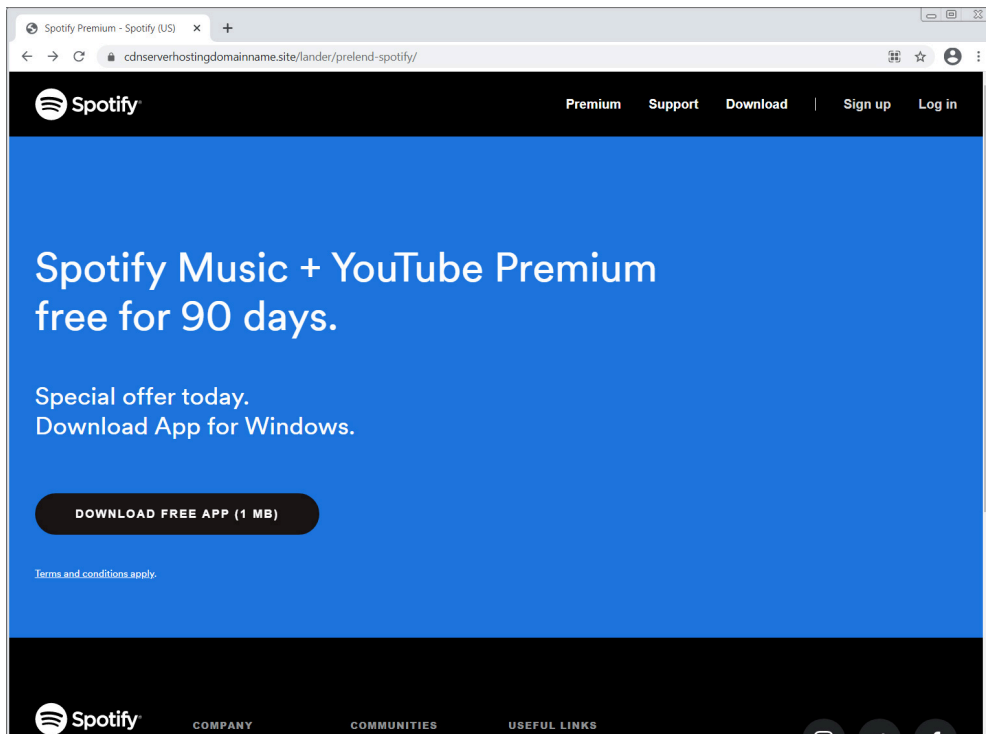 Spotify Premium - Spotify (US)
cdnserverhostingdomainname.site/lander/prelend-spotify/
Spotify
Premium Support Download | Sign up Log in
Spotify Music + YouTube Premium
free for 90 days.
Special offer today.
Download App for Windows.
DOWNLOAD FREE APP (1 MB)
Terms and conditions apply.
Spotify
COMPANY COMMUNITIES USEFUL LINKS